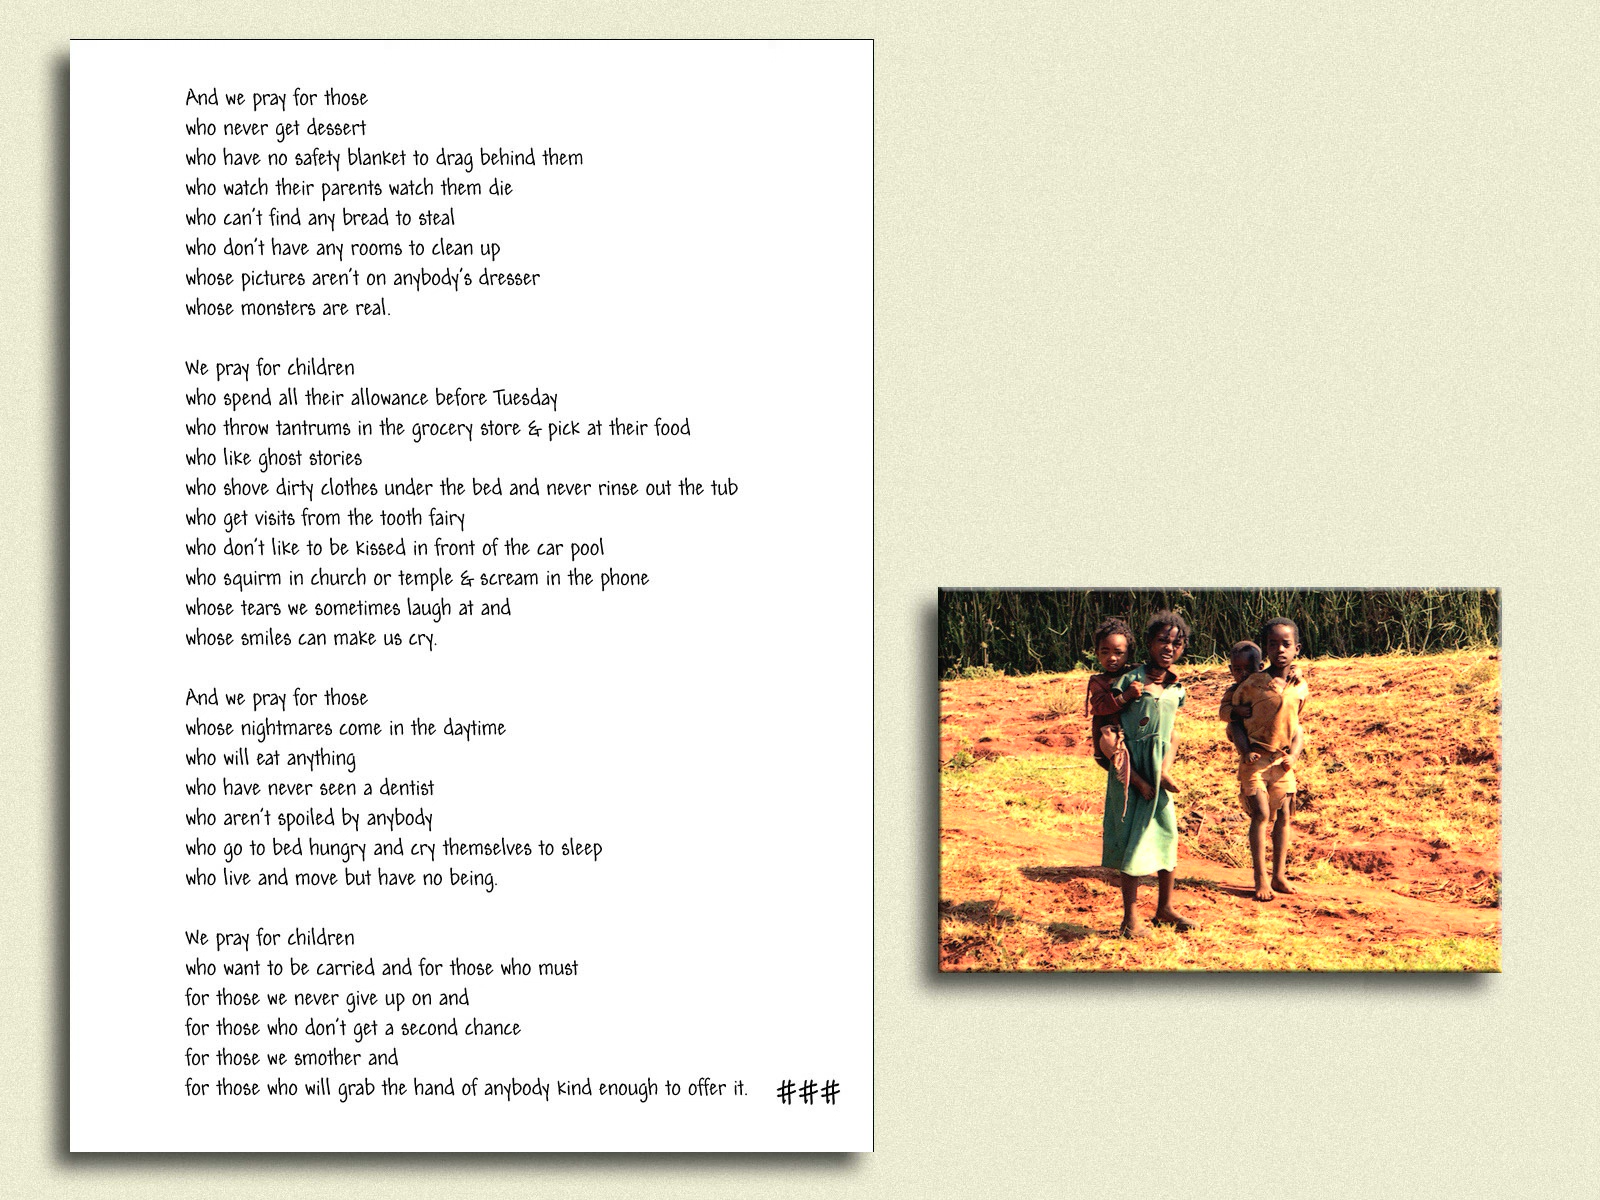 And we pray for those
who never get dessert
who have no safety blanket to drag behind them
who watch their parents watch them die
who can't find any bread to steal
who don't have any rooms to clean up
whose pictures aren't on anybody's dresser
whose monsters are real.
We pray for children
who spend all their allowance before Tuesday
who throw tantrums in the grocery store & pick at their food
who like ghost stories
who shove dirty clothes under the bed and never rinse out the tub
who get visits from the tooth fairy
who don't like to be kissed in front of the car pool
who squirm in church or temple & scream in the phone
whose tears we sometimes laugh at and
whose smiles can make us cry.
And we pray for those
whose nightmares come in the daytime
who will eat anything
who have never seen a dentist
who aren't spoiled by anybody
who go to bed hungry and cry themselves to sleep
who live and move but have no being.
We pray for children
who want to be carried and for those who must
for those we never give up on and
for those who don't get a second chance
for those we smother and
for those who will grab the hand of anybody kind enough to offer it. ###